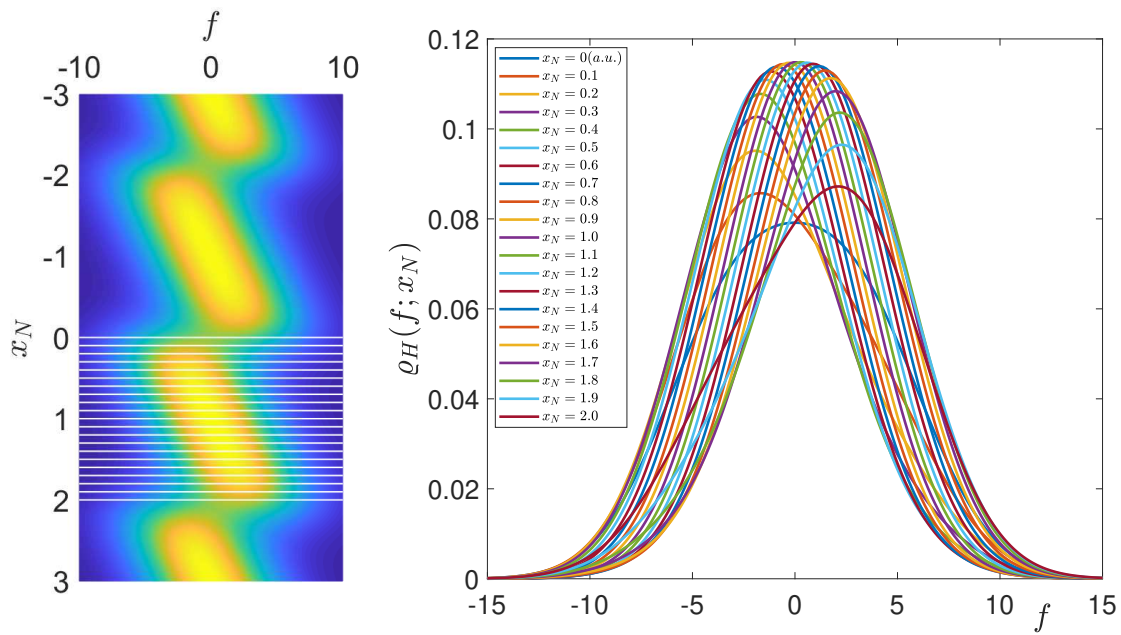 f
-10 0 10
-3
-2
-1
0
1
2
3
x_N
0.12
0.1
0.08
0.06
0.04
0.02
0
ϱ_H(f; x_N)
x_N = 0(a.u.)
x_N = 0.1
x_N = 0.2
x_N = 0.3
x_N = 0.4
x_N = 0.5
x_N = 0.6
x_N = 0.7
x_N = 0.8
x_N = 0.9
x_N = 1.0
x_N = 1.1
x_N = 1.2
x_N = 1.3
x_N = 1.4
x_N = 1.5
x_N = 1.6
x_N = 1.7
x_N = 1.8
x_N = 1.9
x_N = 2.0
-15 -10 -5 0 5 10 15
f